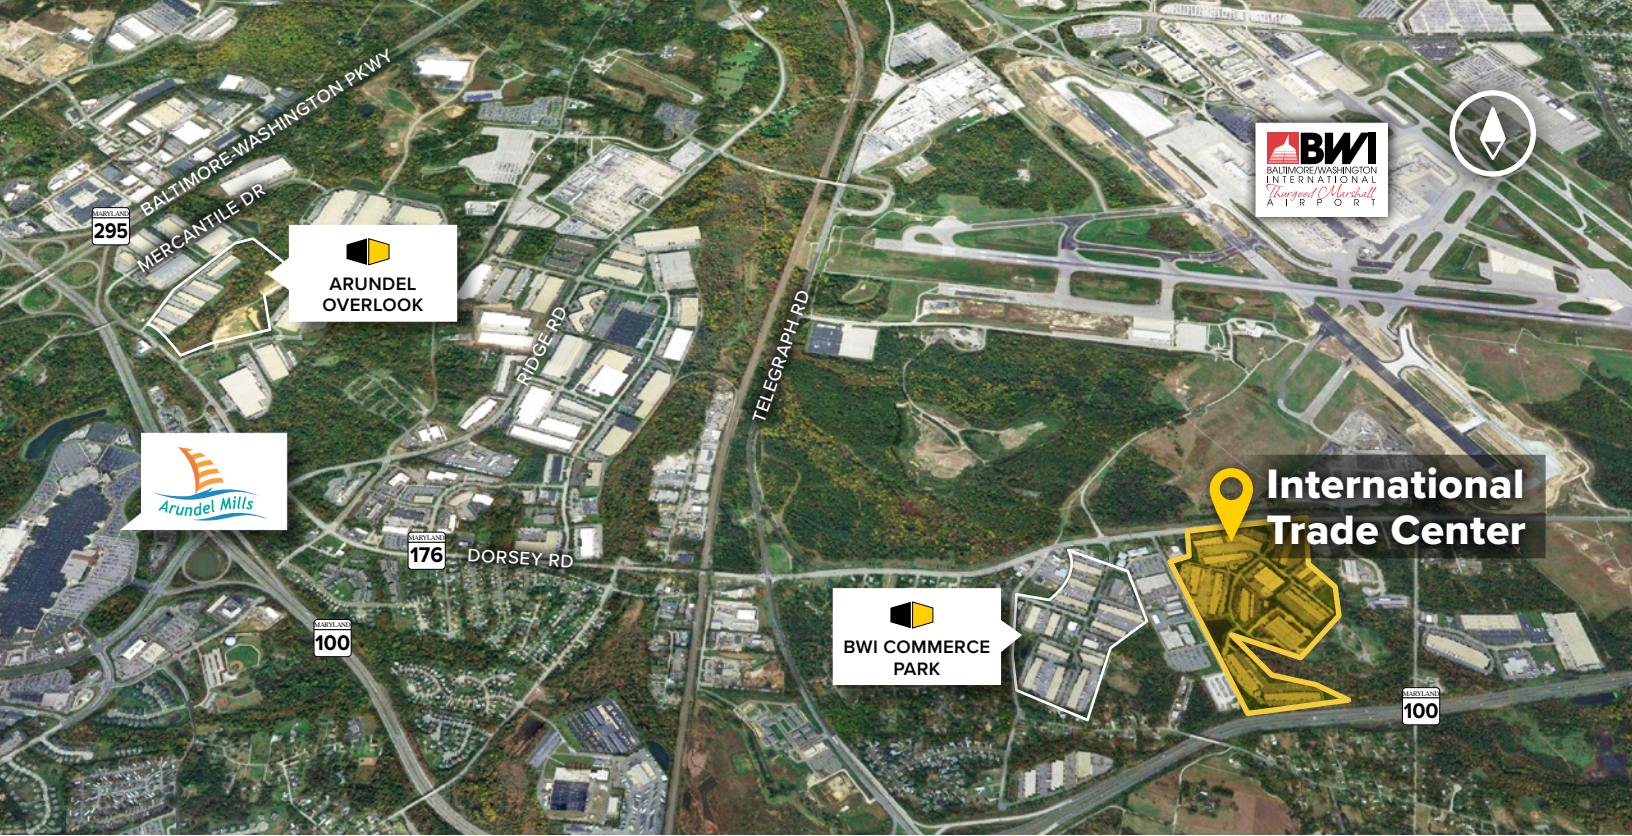 BALTIMORE-WASHINGTON PKWY
MERCANTILE DR
MARYLAND
295
ARUNDEL
OVERLOOK
BWI
BALTIMORE/WASHINGTON
INTERNATIONAL
Thurgood Marshall
AIRPORT
RIDGE RD
TELEGRAPH RD
Arundel Mills
International
Trade Center
MARYLAND
176
DORSEY RD
MARYLAND
100
BWI COMMERCE
PARK
MARYLAND
100